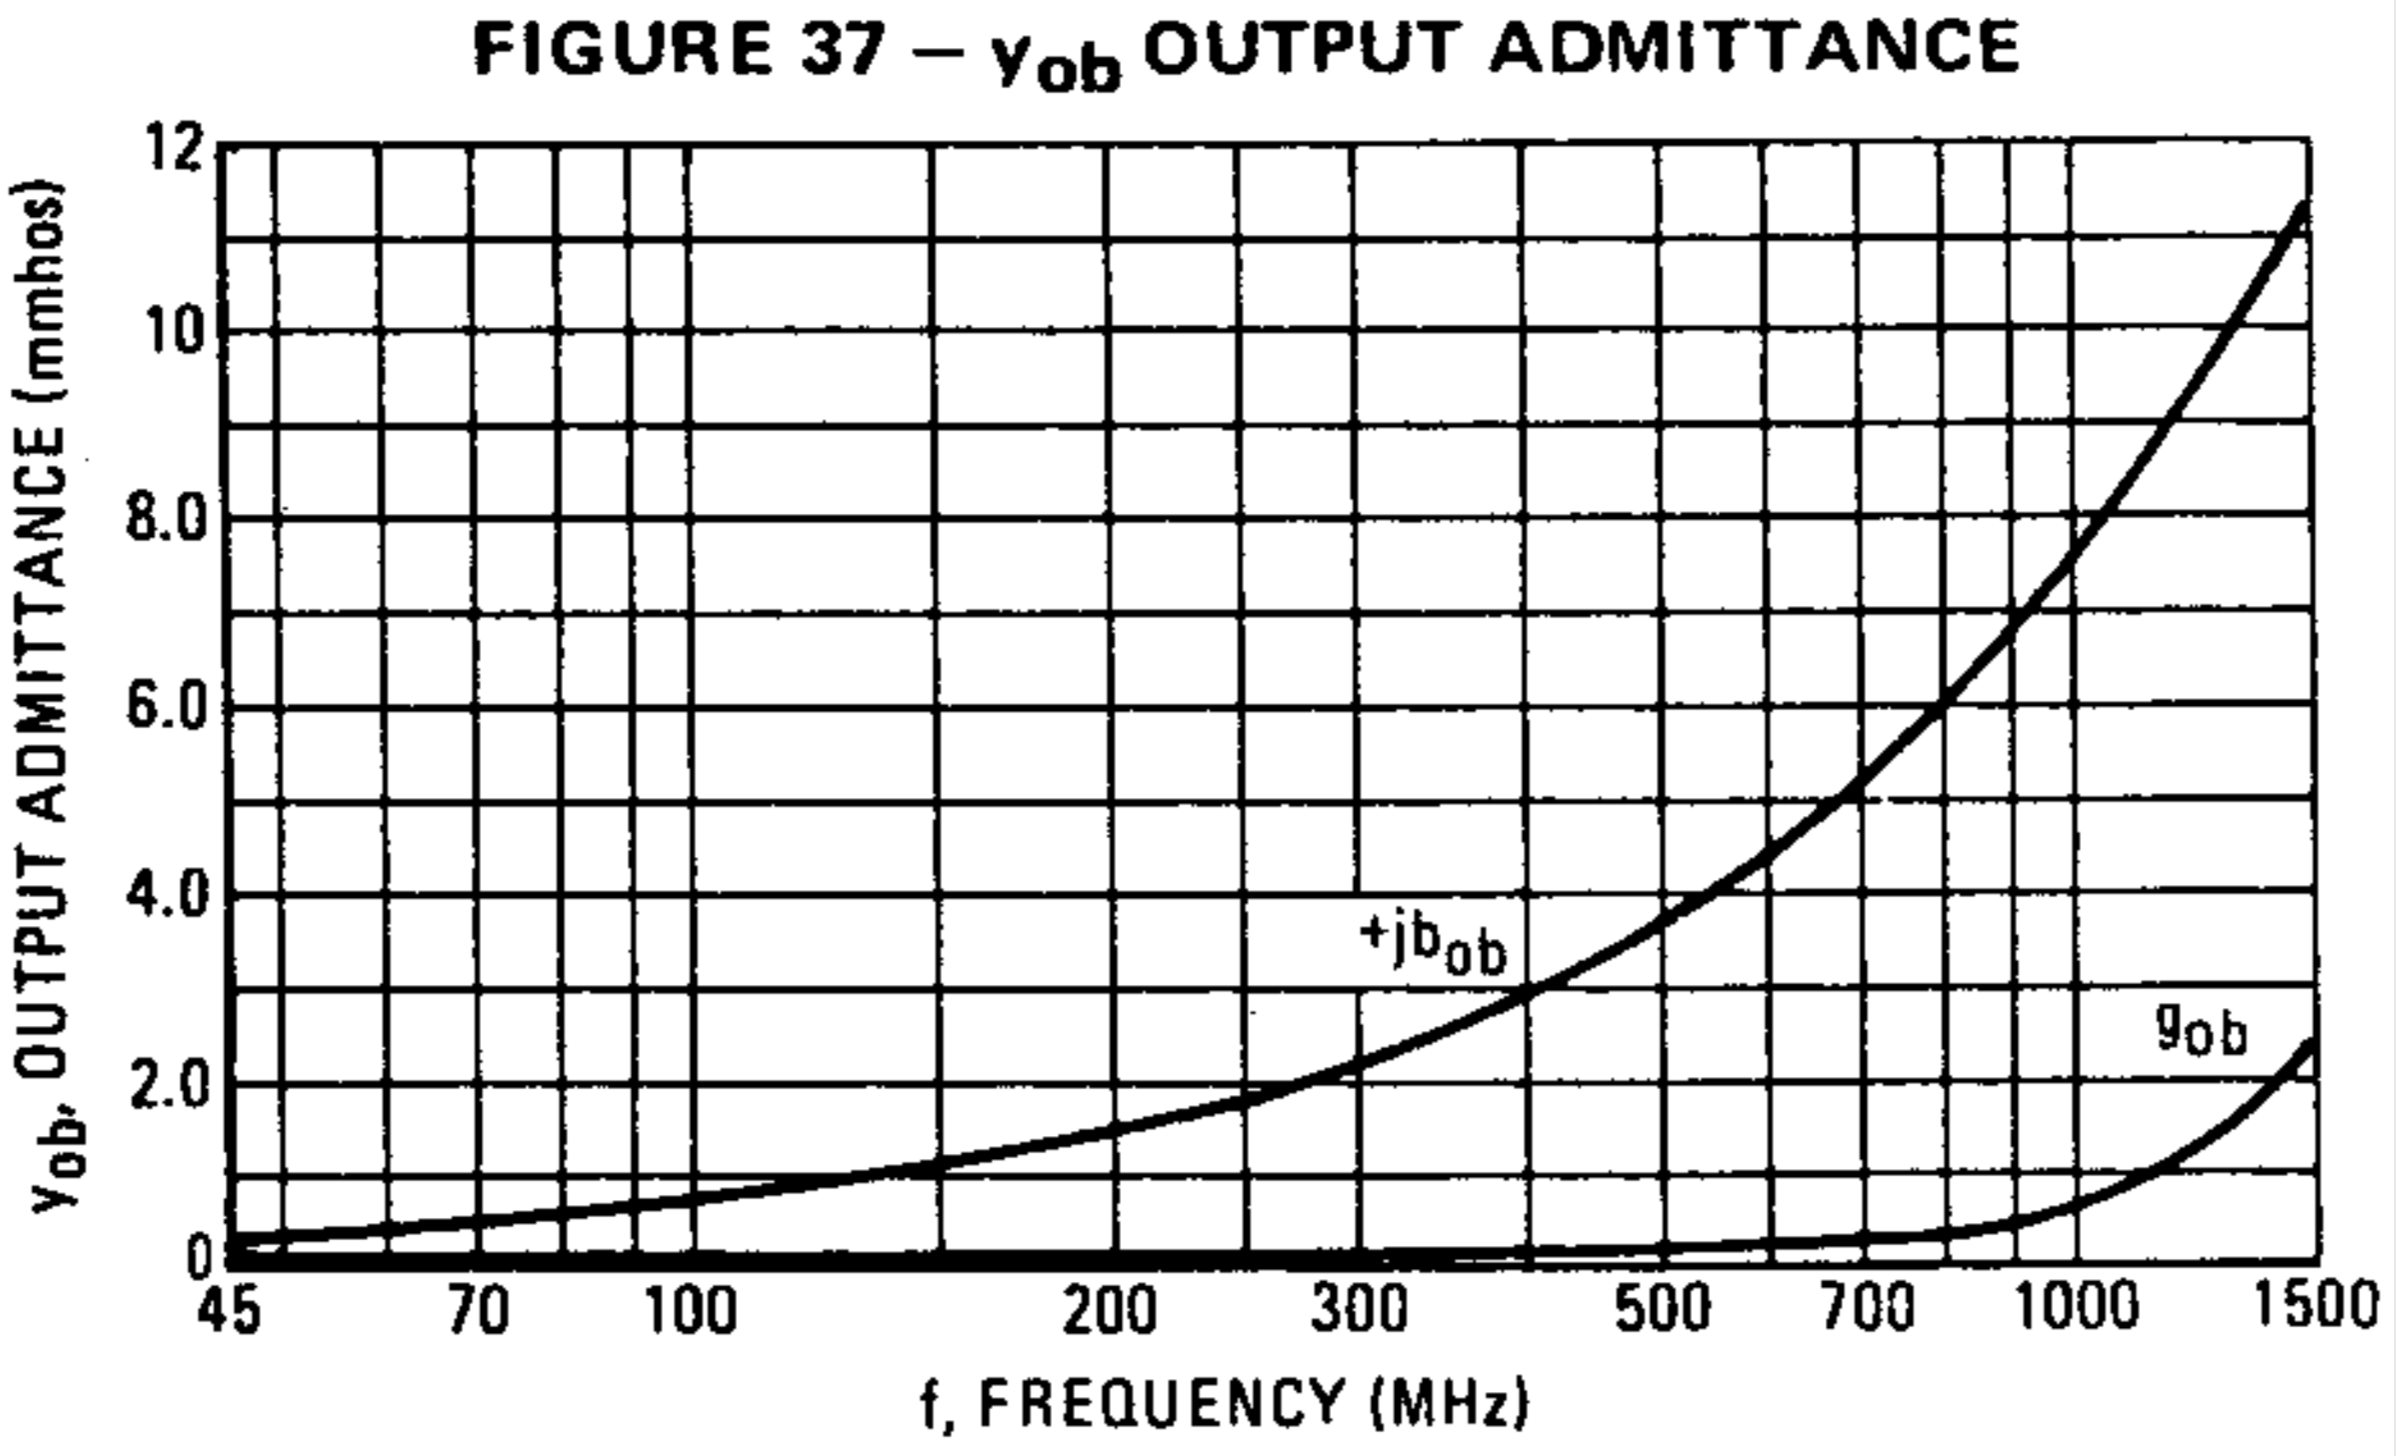 FIGURE 37 – yob OUTPUT ADMITTANCE
yob, OUTPUT ADMITTANCE (mmhos)
12
10
8.0
6.0
4.0
2.0
0
+jbob
gob
45 70 100 200 300 500 700 1000 1500
f, FREQUENCY (MHz)